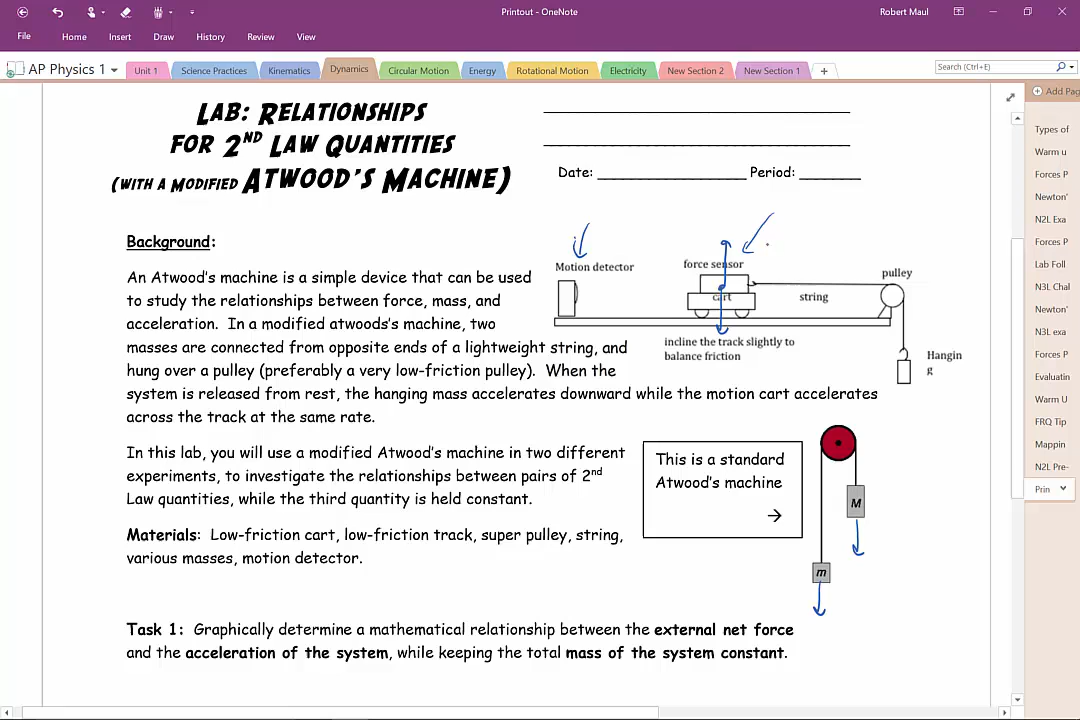 Printout - OneNote
Robert Maul
File Home Insert Draw History Review View
AP Physics 1
Unit 1 Science Practices Kinematics Dynamics Circular Motion Energy Rotational Motion Electricity New Section 2 New Section 1
Search (Ctrl+E)
Add Pag
LAB: RELATIONSHIPS
FOR 2ND LAW QUANTITIES
(WITH A MODIFIED ATWOOD'S MACHINE)
Date: _________________ Period: _______
Background:
An Atwood's machine is a simple device that can be used
to study the relationships between force, mass, and
acceleration. In a modified atwoods's machine, two
masses are connected from opposite ends of a lightweight string, and
hung over a pulley (preferably a very low-friction pulley). When the
system is released from rest, the hanging mass accelerates downward while the motion cart accelerates
across the track at the same rate.
Motion detector
force sensor
cart
string
pulley
incline the track slightly to
balance friction
Hangin
g
In this lab, you will use a modified Atwood's machine in two different
experiments, to investigate the relationships between pairs of 2nd
Law quantities, while the third quantity is held constant.
This is a standard
Atwood's machine
→
M
m
Materials: Low-friction cart, low-friction track, super pulley, string,
various masses, motion detector.
Task 1: Graphically determine a mathematical relationship between the external net force
and the acceleration of the system, while keeping the total mass of the system constant.
Types of
Warm u
Forces P
Newton'
N2L Exa
Forces P
Lab Foll
N3L Chal
Newton'
N3L exa
Forces P
Evaluatin
Warm U
FRQ Tip
Mappin
N2L Pre-
Prin